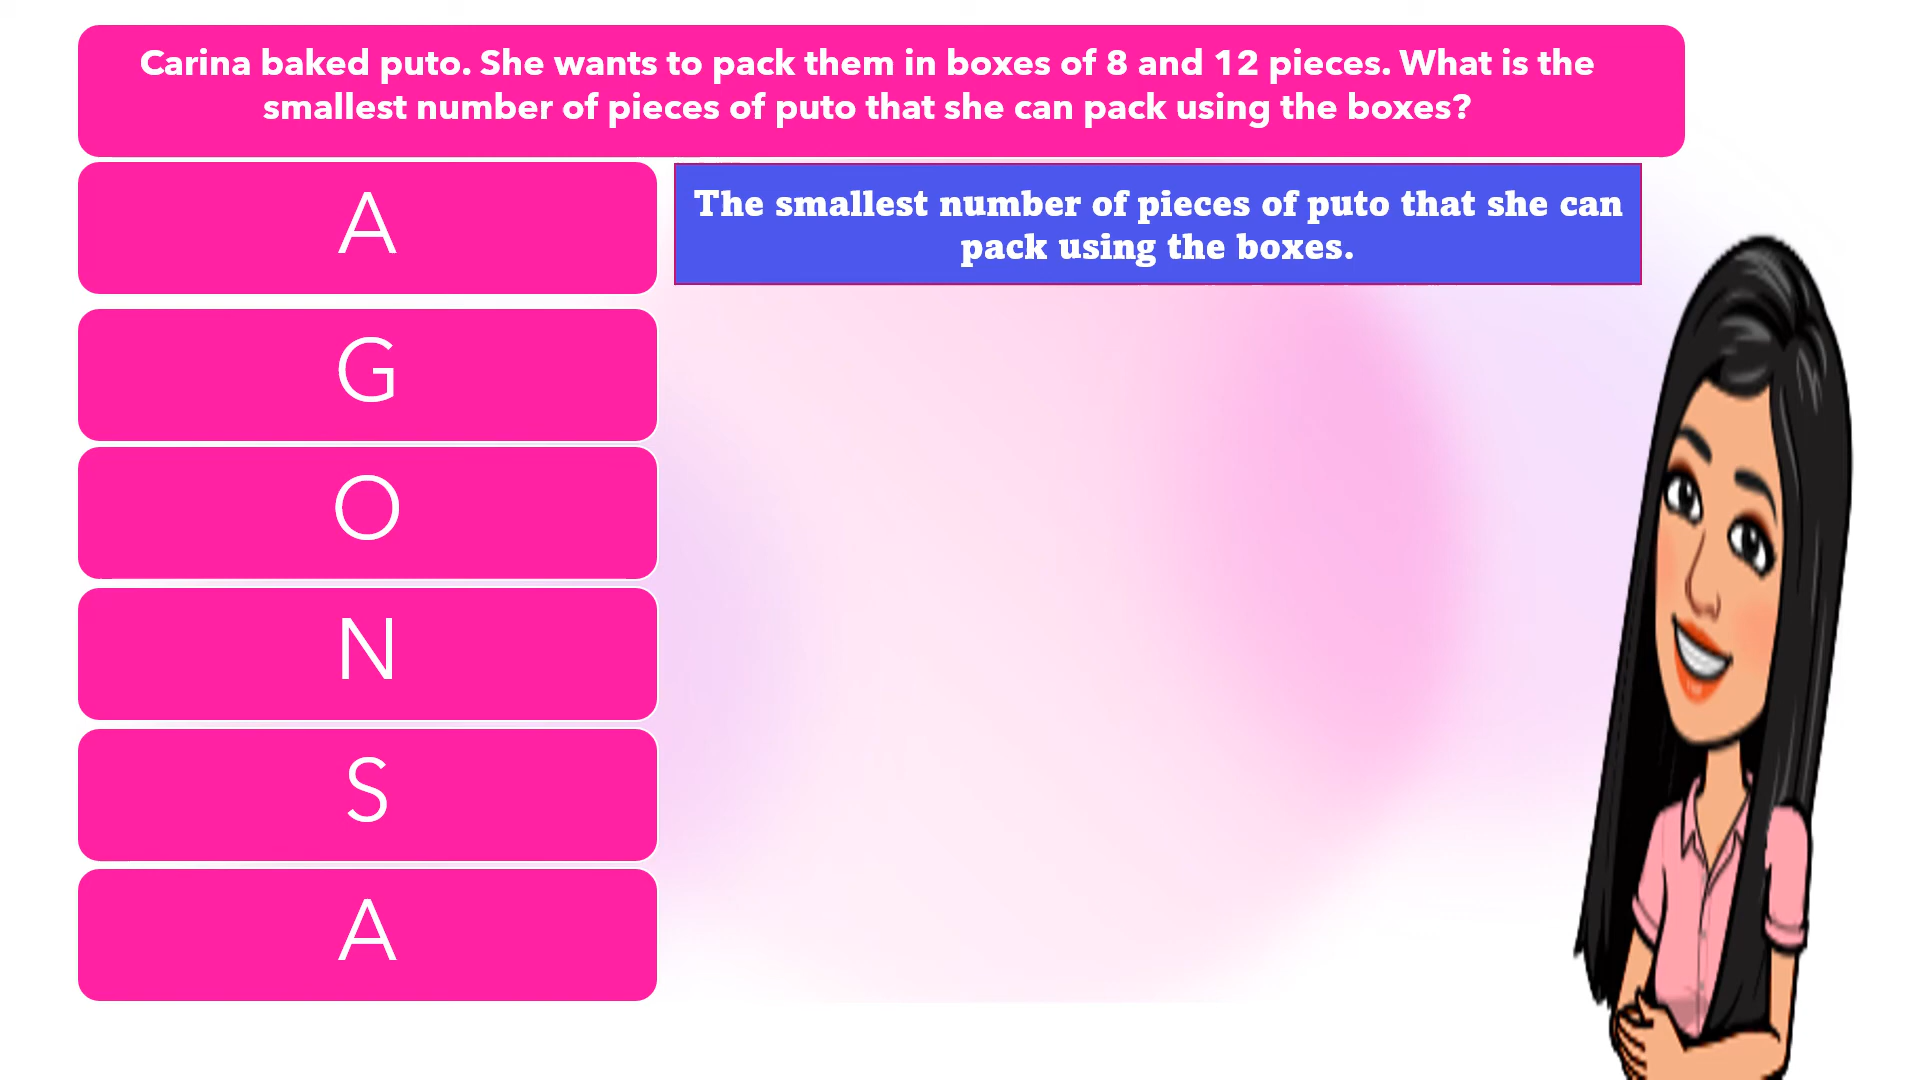 Carina baked puto. She wants to pack them in boxes of 8 and 12 pieces. What is the
smallest number of pieces of puto that she can pack using the boxes?
A
The smallest number of pieces of puto that she can
pack using the boxes.
G
O
N
S
A